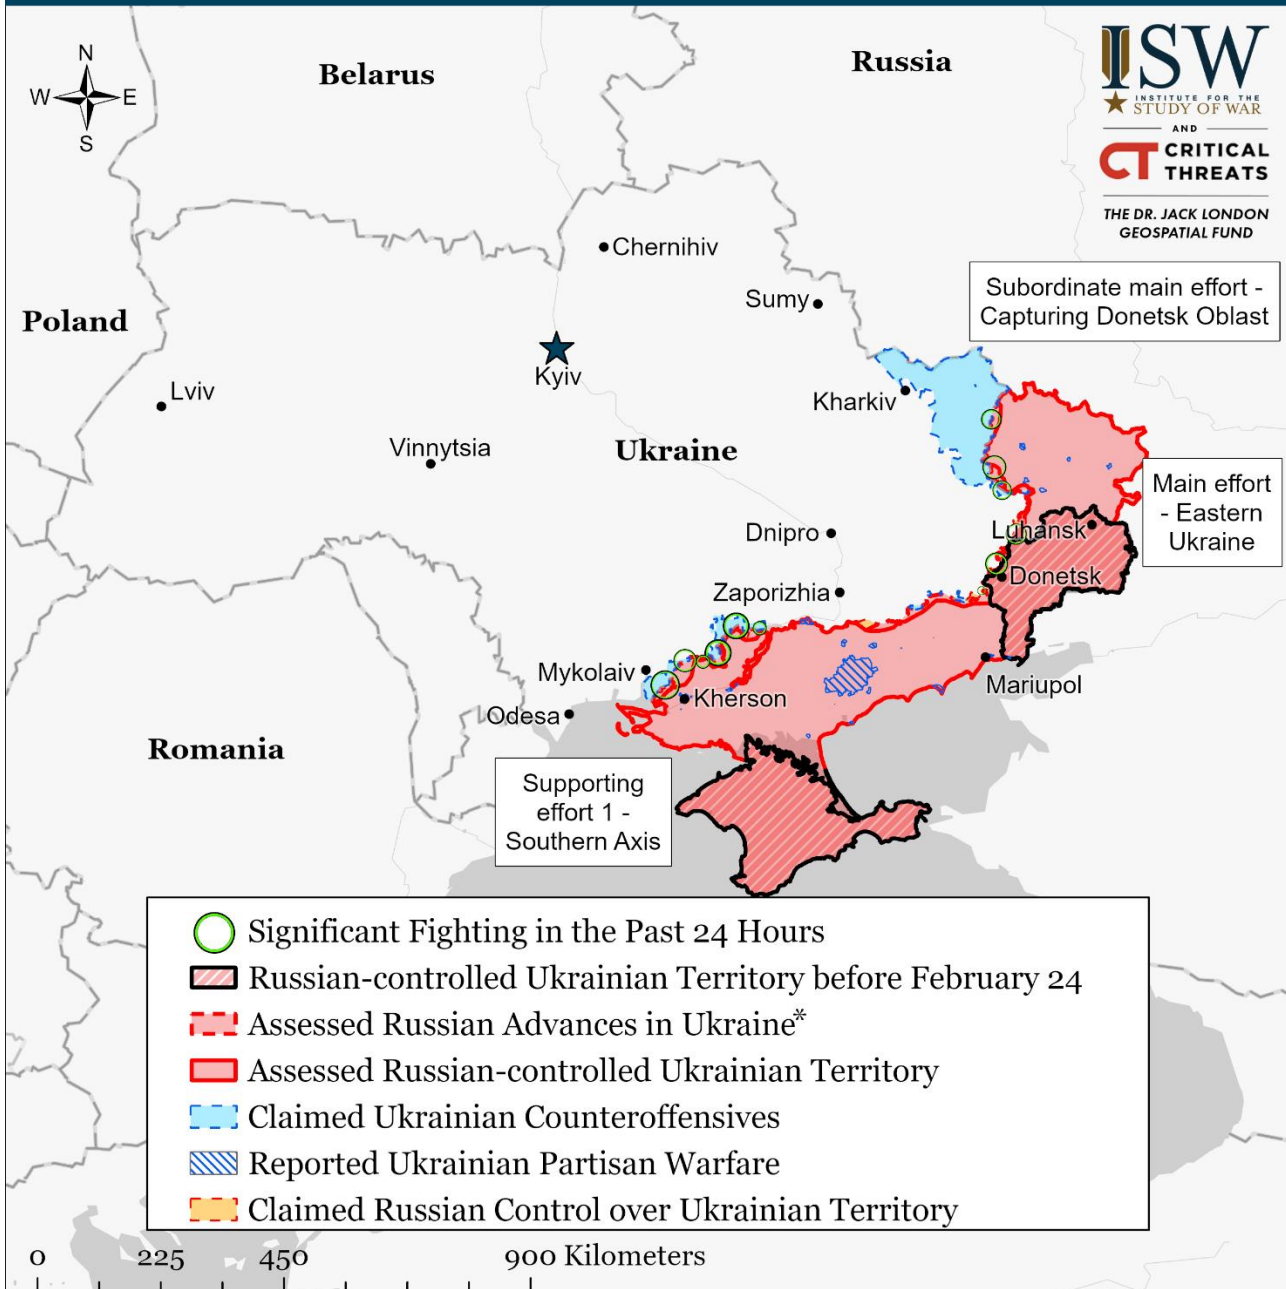 N
W
E
S
Belarus
Russia
ISW
INSTITUTE FOR THE
STUDY OF WAR
AND
CT CRITICAL
THREATS
THE DR. JACK LONDON
GEOSPATIAL FUND
Chernihiv
Subordinate main effort -
Capturing Donetsk Oblast
Sumy
Poland
Kyiv
Lviv
Kharkiv
Vinnytsia
Ukraine
Main effort
- Eastern
Ukraine
Dnipro
Luhansk
Donetsk
Zaporizhia
Mykolaiv
Mariupol
Kherson
Odesa
Romania
Supporting
effort 1 -
Southern Axis
Significant Fighting in the Past 24 Hours
Russian-controlled Ukrainian Territory before February 24
Assessed Russian Advances in Ukraine*
Assessed Russian-controlled Ukrainian Territory
Claimed Ukrainian Counteroffensives
Reported Ukrainian Partisan Warfare
Claimed Russian Control over Ukrainian Territory
0 225 450 900 Kilometers